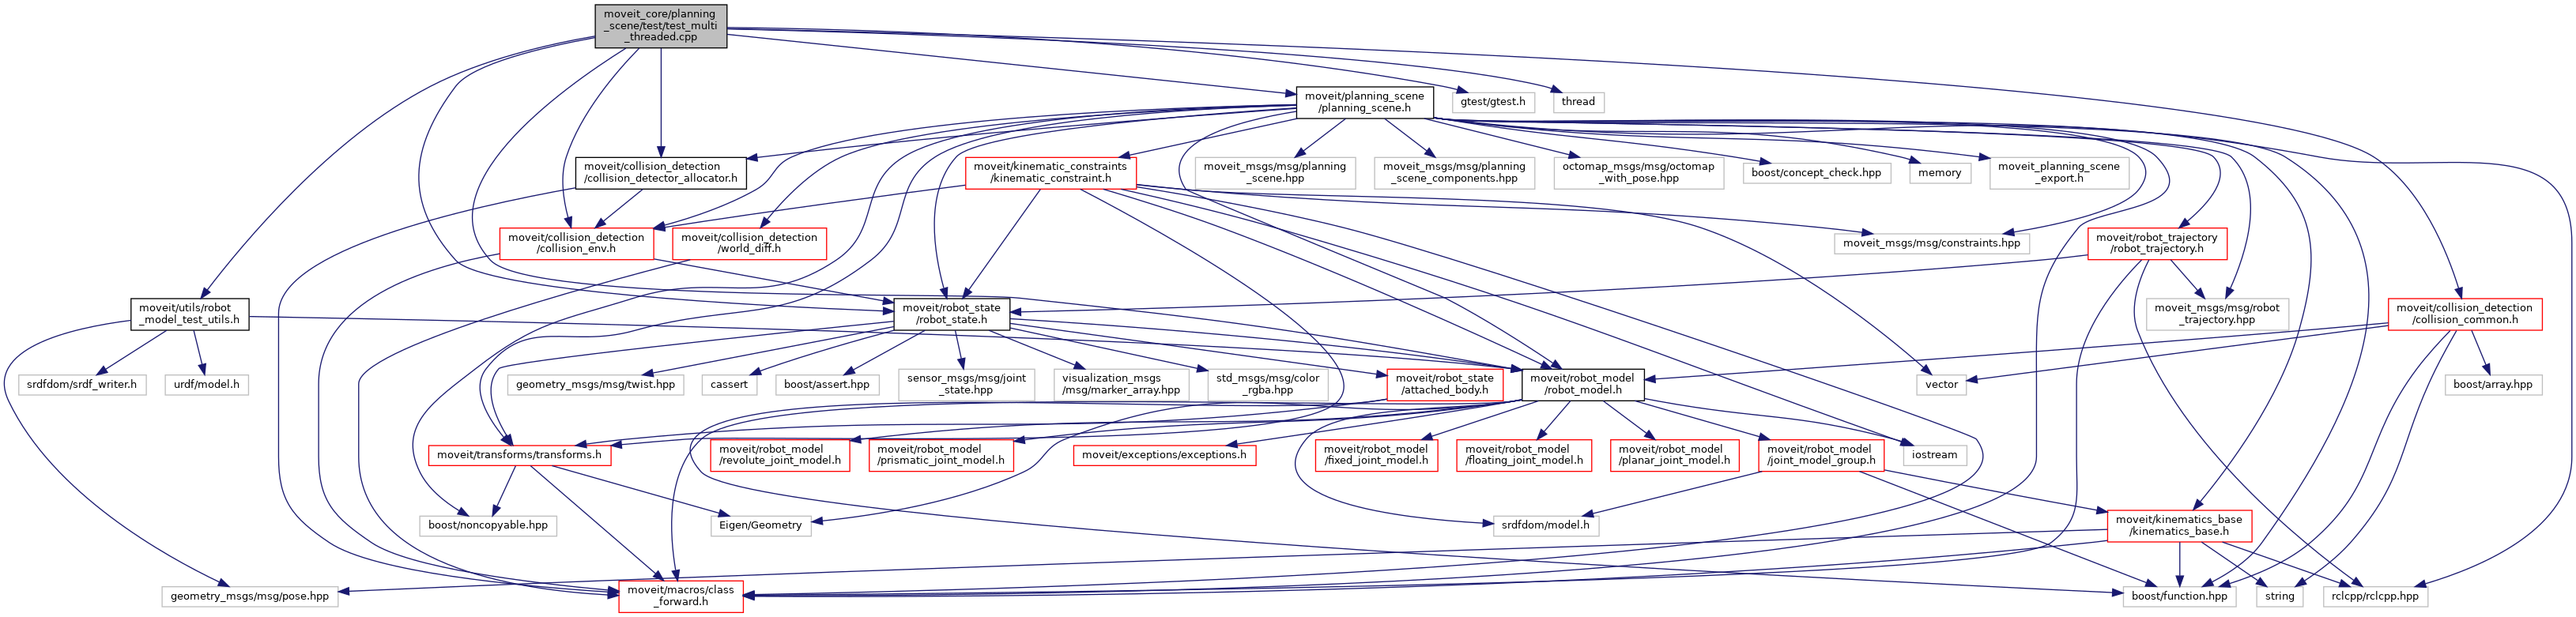 moveit_core/planning
_scene/test/test_multi
_threaded.cpp
moveit/planning_scene
/planning_scene.h
gtest/gtest.h
thread
moveit/collision_detection
/collision_detector_allocator.h
moveit/kinematic_constraints
/kinematic_constraint.h
moveit_msgs/msg/planning
_scene.hpp
moveit_msgs/msg/planning
_scene_components.hpp
octomap_msgs/msg/octomap
_with_pose.hpp
boost/concept_check.hpp
memory
moveit_planning_scene
_export.h
moveit/collision_detection
/collision_env.h
moveit/collision_detection
/world_diff.h
moveit_msgs/msg/constraints.hpp
moveit/robot_trajectory
/robot_trajectory.h
moveit/utils/robot
_model_test_utils.h
moveit/robot_state
/robot_state.h
moveit_msgs/msg/robot
_trajectory.hpp
moveit/collision_detection
/collision_common.h
srdfdom/srdf_writer.h
urdf/model.h
geometry_msgs/msg/twist.hpp
cassert
boost/assert.hpp
sensor_msgs/msg/joint
_state.hpp
visualization_msgs
/msg/marker_array.hpp
std_msgs/msg/color
_rgba.hpp
moveit/robot_state
/attached_body.h
moveit/robot_model
/robot_model.h
vector
boost/array.hpp
moveit/transforms/transforms.h
moveit/robot_model
/revolute_joint_model.h
moveit/robot_model
/prismatic_joint_model.h
moveit/exceptions/exceptions.h
moveit/robot_model
/fixed_joint_model.h
moveit/robot_model
/floating_joint_model.h
moveit/robot_model
/planar_joint_model.h
moveit/robot_model
/joint_model_group.h
iostream
boost/noncopyable.hpp
Eigen/Geometry
srdfdom/model.h
moveit/kinematics_base
/kinematics_base.h
geometry_msgs/msg/pose.hpp
moveit/macros/class
_forward.h
boost/function.hpp
string
rclcpp/rclcpp.hpp